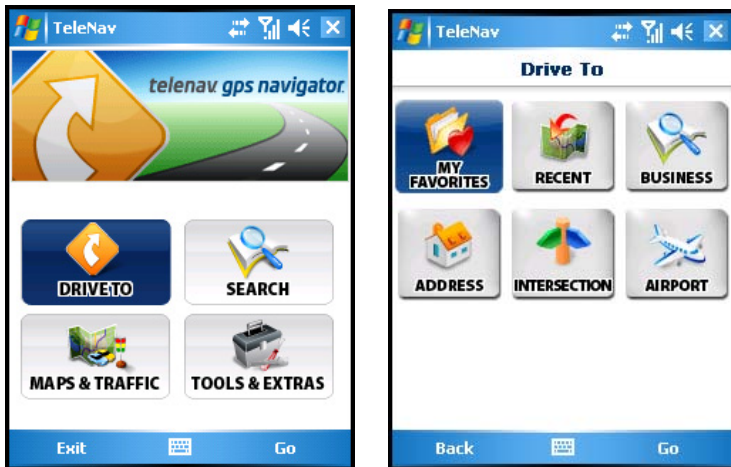 TeleNav
telenav gps navigator
DRIVE TO
SEARCH
MAPS & TRAFFIC
TOOLS & EXTRAS
Exit
Go
TeleNav
Drive To
MY
FAVORITES
RECENT
BUSINESS
ADDRESS
INTERSECTION
AIRPORT
Back
Go